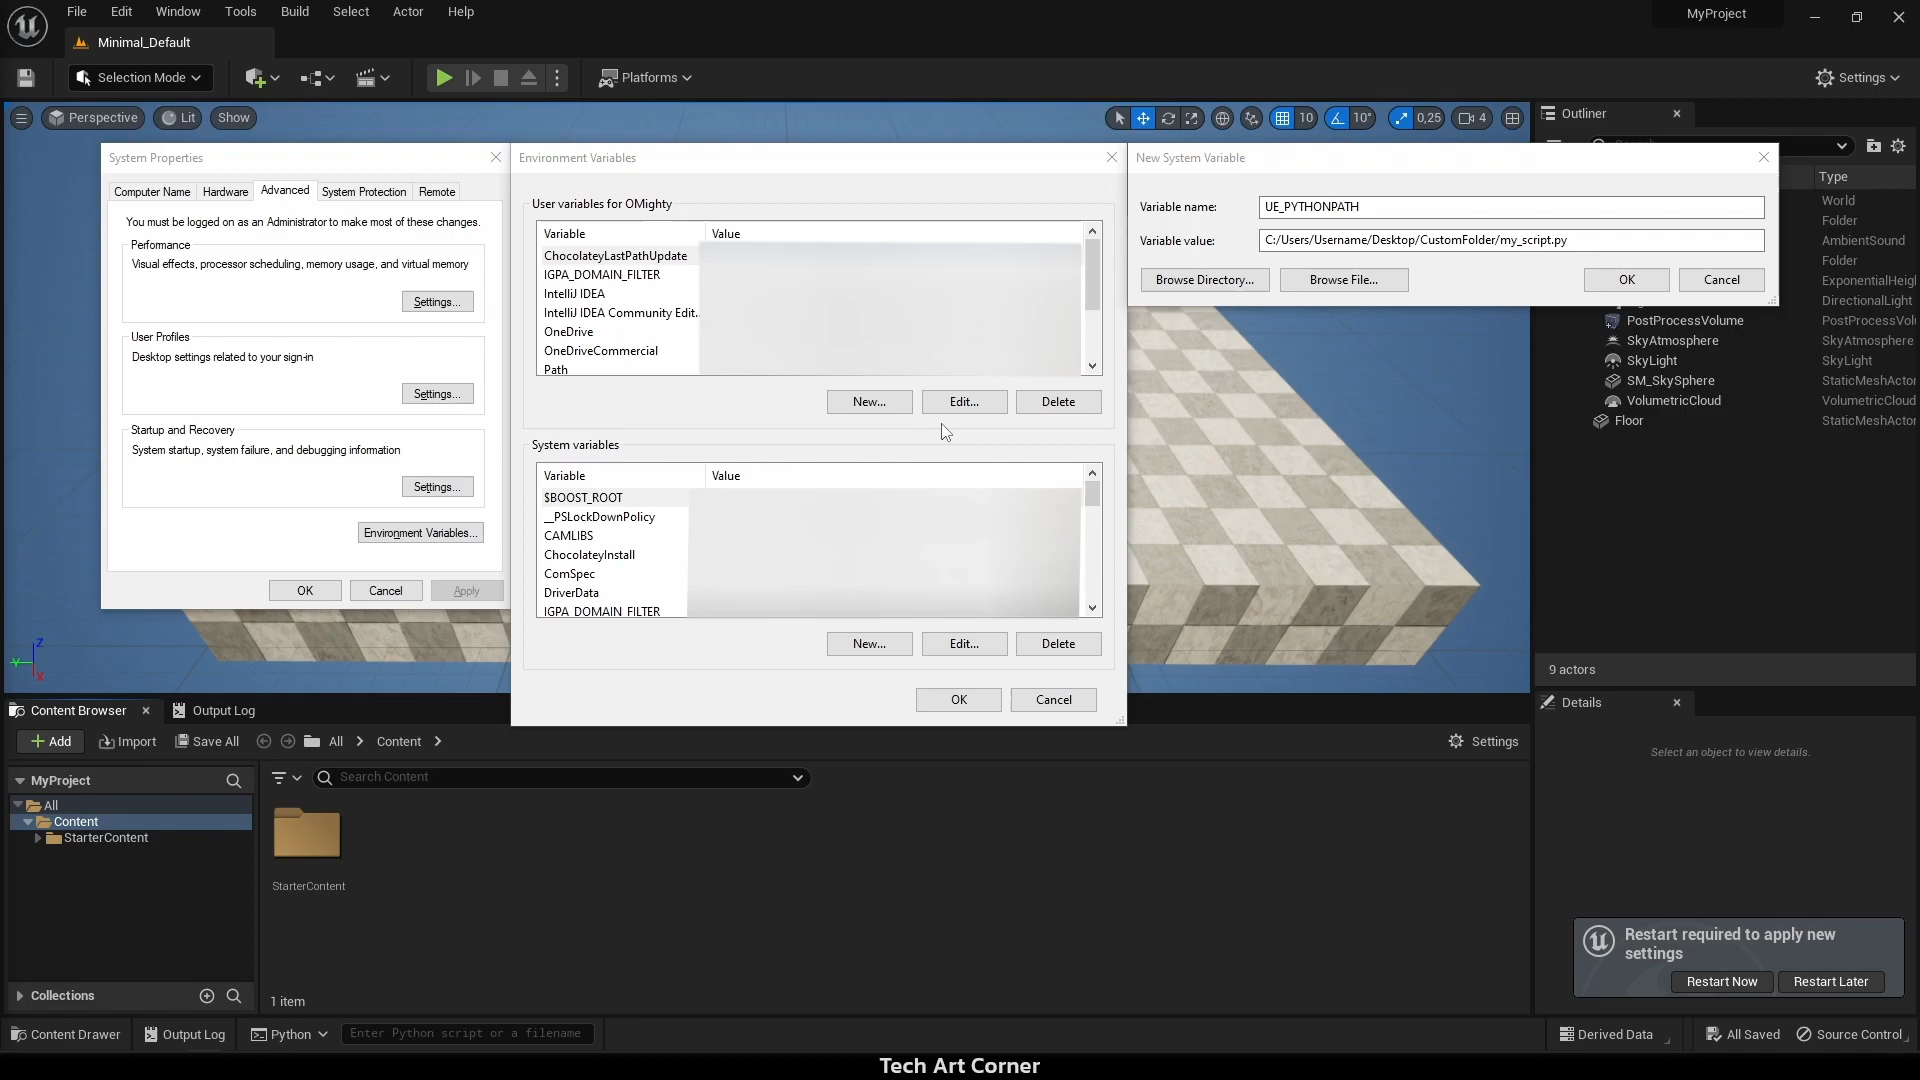 File Edit Window Tools Build Select Actor Help
MyProject
Minimal_Default
Selection Mode
Platforms
Settings
Perspective
Lit
Show
10
10°
0,25
4
Outliner
Type
World
Folder
AmbientSound
Folder
ExponentialHeig
DirectionalLight
PostProcessVolume PostProcessVolu
SkyAtmosphere SkyAtmosphere
SkyLight SkyLight
SM_SkySphere StaticMeshActor
VolumetricCloud VolumetricCloud
Floor StaticMeshActor
9 actors
System Properties
Computer Name Hardware Advanced System Protection Remote
You must be logged on as an Administrator to make most of these changes.
Performance
Visual effects, processor scheduling, memory usage, and virtual memory
Settings...
User Profiles
Desktop settings related to your sign-in
Settings...
Startup and Recovery
System startup, system failure, and debugging information
Settings...
Environment Variables...
OK Cancel Apply
Environment Variables
User variables for OMighty
Variable Value
ChocolateyLastPathUpdate
IGPA_DOMAIN_FILTER
IntelliJ IDEA
IntelliJ IDEA Community Edit..
OneDrive
OneDriveCommercial
Path
New... Edit... Delete
System variables
Variable Value
$BOOST_ROOT
__PSLockDownPolicy
CAMLIBS
ChocolateyInstall
ComSpec
DriverData
IGPA_DOMAIN_FILTER
New... Edit... Delete
OK Cancel
New System Variable
Variable name: UE_PYTHONPATH
Variable value: C:/Users/Username/Desktop/CustomFolder/my_script.py
Browse Directory... Browse File... OK Cancel
Z
Y
X
Content Browser
Output Log
Add Import Save All All Content Settings
MyProject
Search Content
All
Content
StarterContent
StarterContent
Collections
1 item
Details
Select an object to view details.
Restart required to apply new
settings
Restart Now Restart Later
Content Drawer Output Log Python Enter Python script or a filename
Derived Data All Saved Source Control
Tech Art Corner